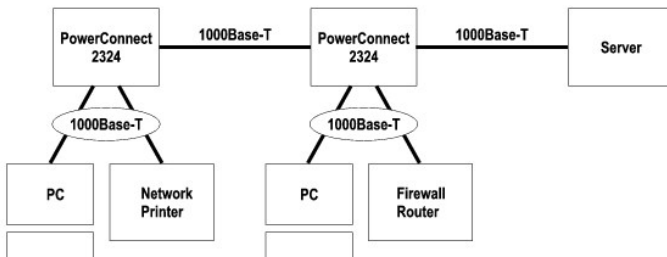 PowerConnect
2324
1000Base-T
PowerConnect
2324
1000Base-T
Server
1000Base-T
1000Base-T
PC
Network
Printer
PC
Firewall
Router